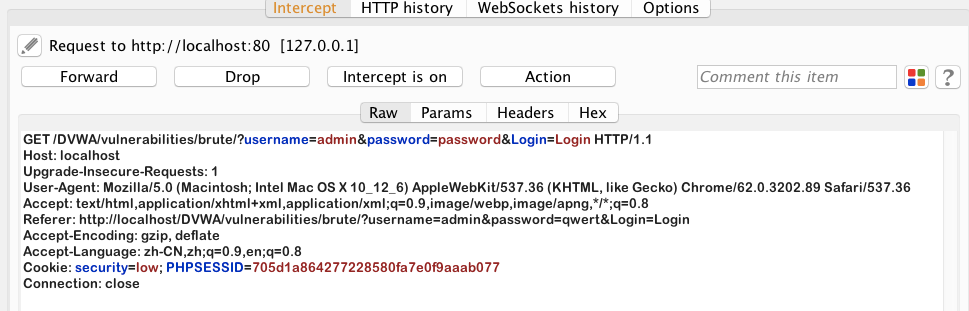 Intercept HTTP history WebSockets history Options
Request to http://localhost:80 [127.0.0.1]
Forward Drop Intercept is on Action Comment this item ?
Raw Params Headers Hex
GET /DVWA/vulnerabilities/brute/?username=admin&password=password&Login=Login HTTP/1.1
Host: localhost
Upgrade-Insecure-Requests: 1
User-Agent: Mozilla/5.0 (Macintosh; Intel Mac OS X 10_12_6) AppleWebKit/537.36 (KHTML, like Gecko) Chrome/62.0.3202.89 Safari/537.36
Accept: text/html,application/xhtml+xml,application/xml;q=0.9,image/webp,image/apng,*/*;q=0.8
Referer: http://localhost/DVWA/vulnerabilities/brute/?username=admin&password=qwert&Login=Login
Accept-Encoding: gzip, deflate
Accept-Language: zh-CN,zh;q=0.9,en;q=0.8
Cookie: security=low; PHPSESSID=705d1a864277228580fa7e0f9aaab077
Connection: close